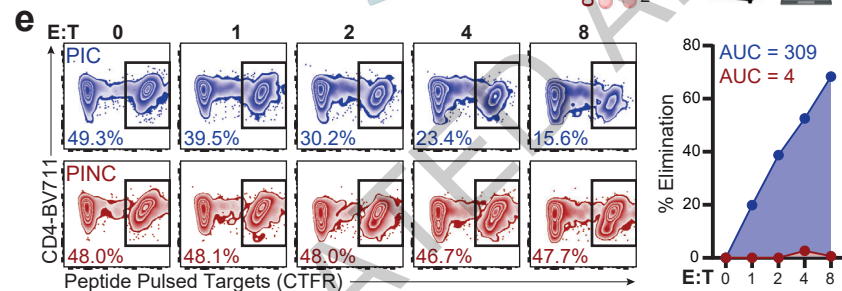 e
E:T 0 1 2 4 8
PIC
49.3% 39.5% 30.2% 23.4% 15.6%
PINC
48.0% 48.1% 48.0% 46.7% 47.7%
CD4-BV711
Peptide Pulsed Targets (CTFR)
AUC = 309
AUC = 4
% Elimination
80
60
40
20
0
E:T 0 1 2 4 8